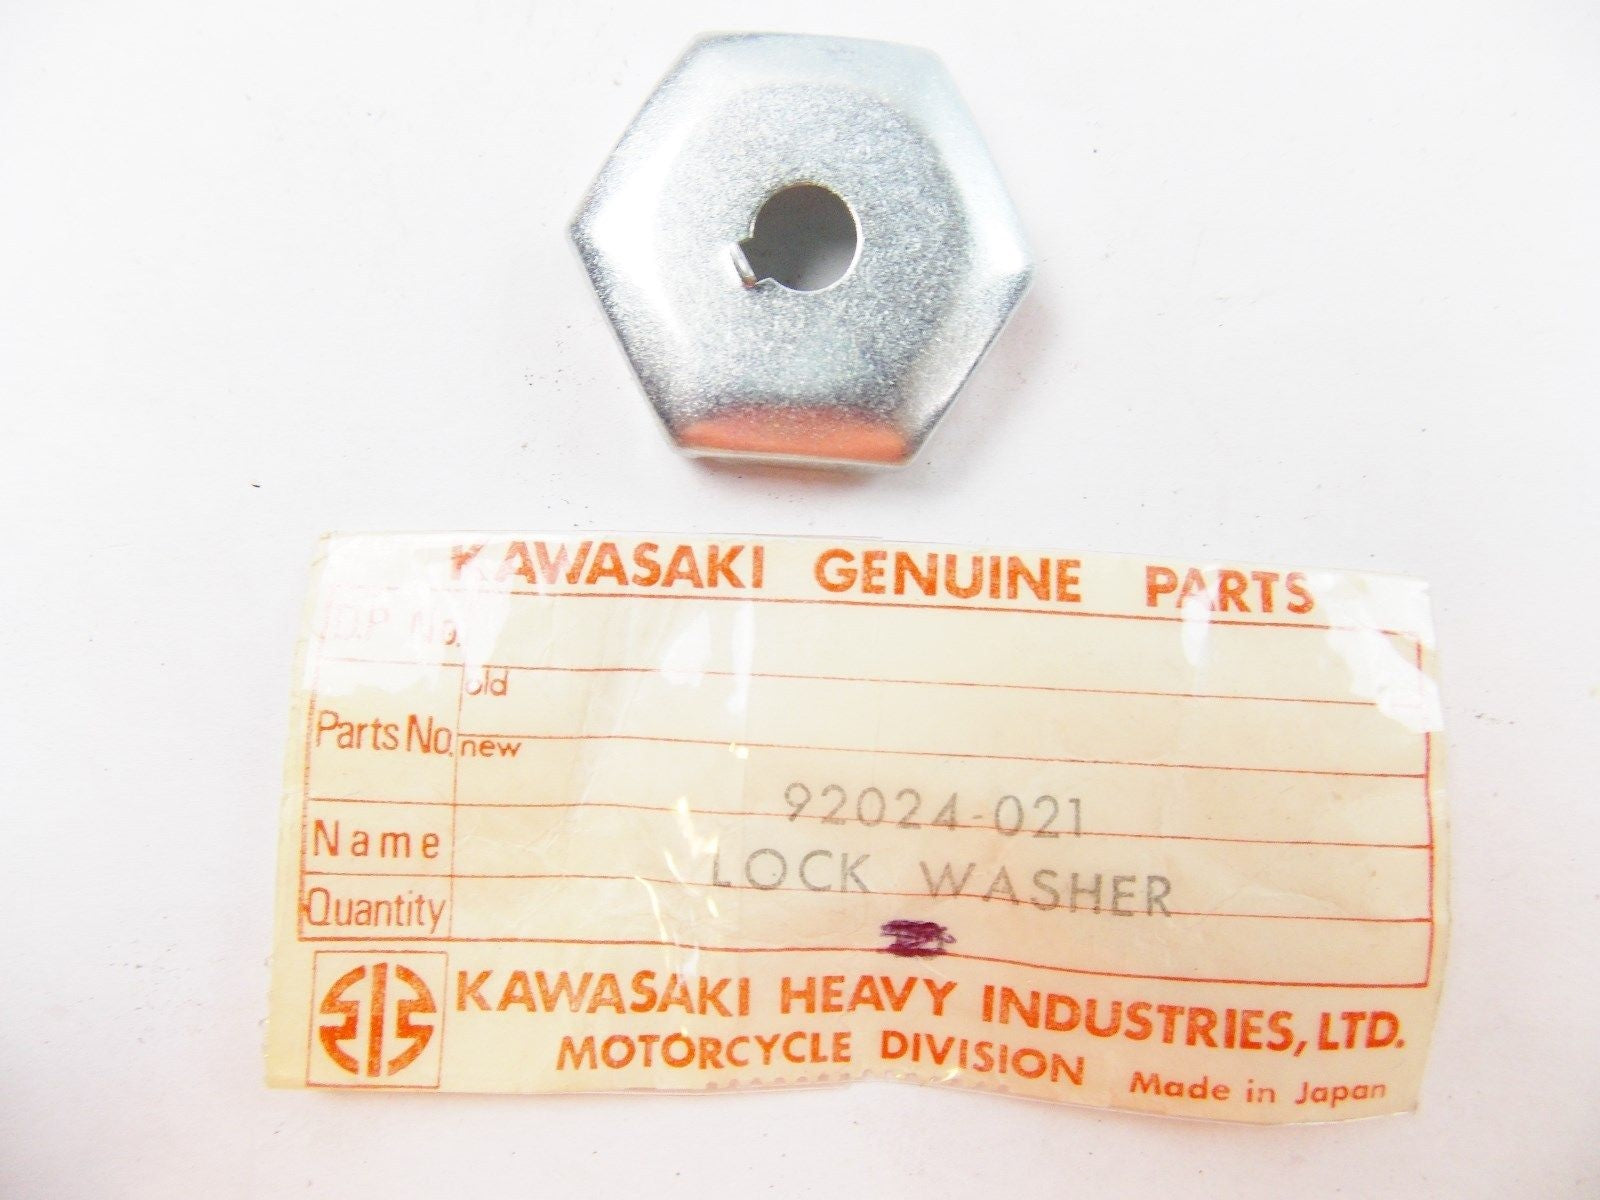 KAWASAKI GENUINE PARTS
D.P No.
old
Parts No. new
92024-021
Name LOCK WASHER
Quantity
KAWASAKI HEAVY INDUSTRIES, LTD.
MOTORCYCLE DIVISION Made in Japan